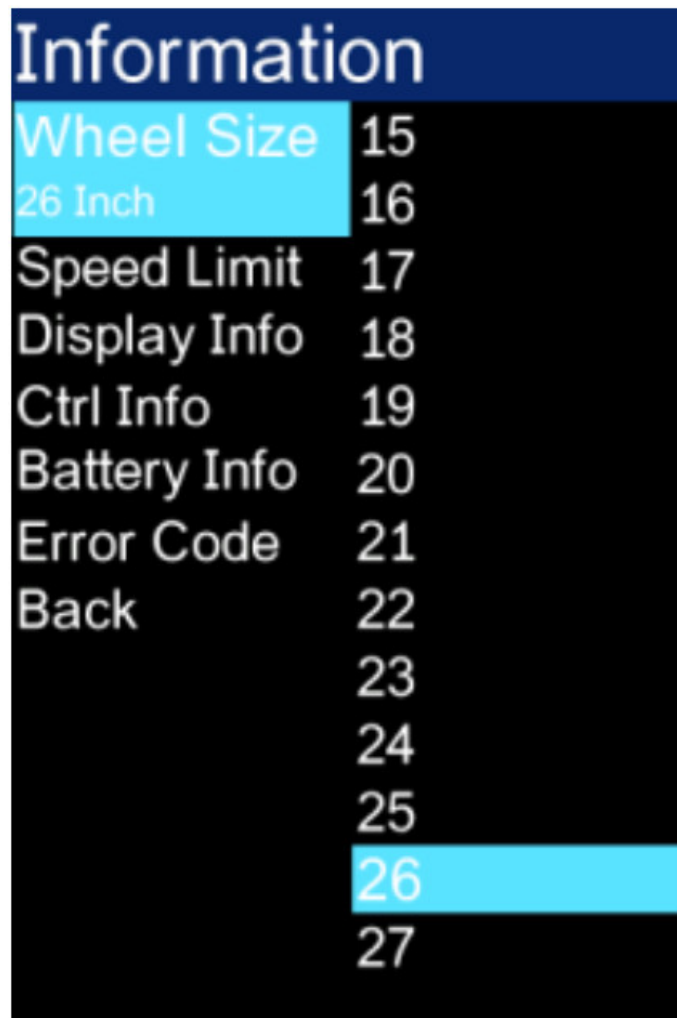 Information
Wheel Size
26 Inch
Speed Limit
Display Info
Ctrl Info
Battery Info
Error Code
Back
15
16
17
18
19
20
21
22
23
24
25
26
27